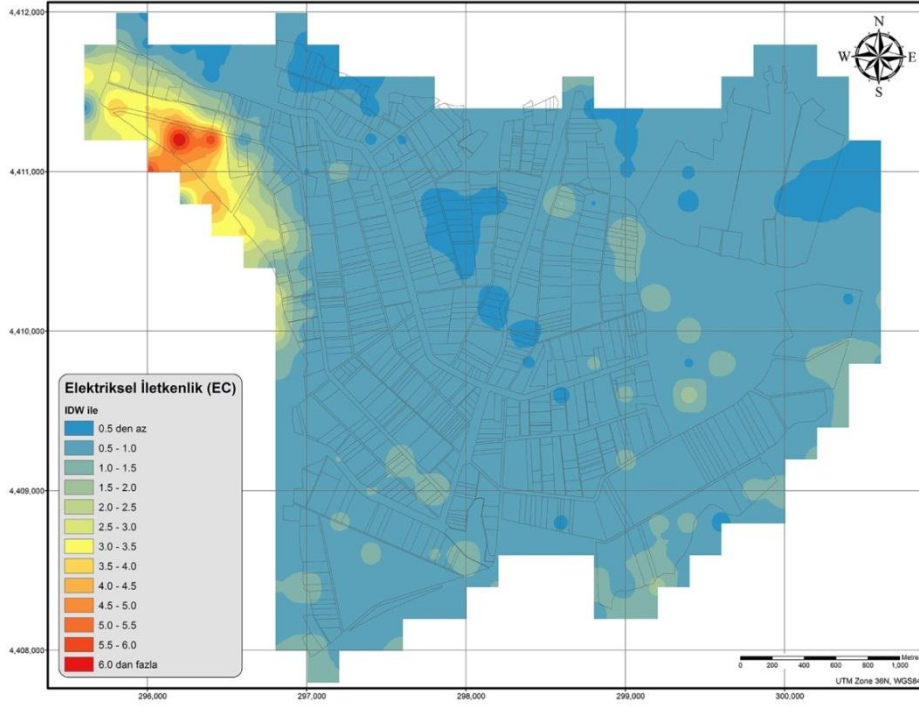 4,412,000
N
W E
S
4,411,000
4,410,000
Elektriksel İletkenlik (EC)
IDW ile
0.5 den az
0.5 - 1.0
1.0 - 1.5
1.5 - 2.0
2.0 - 2.5
2.5 - 3.0
3.0 - 3.5
3.5 - 4.0
4.0 - 4.5
4.5 - 5.0
5.0 - 5.5
5.5 - 6.0
6.0 dan fazla
4,409,000
4,408,000
Metre
0 200 400 600 800 1,000
UTM Zone 36N, WGS84
296,000 297,000 298,000 299,000 300,000